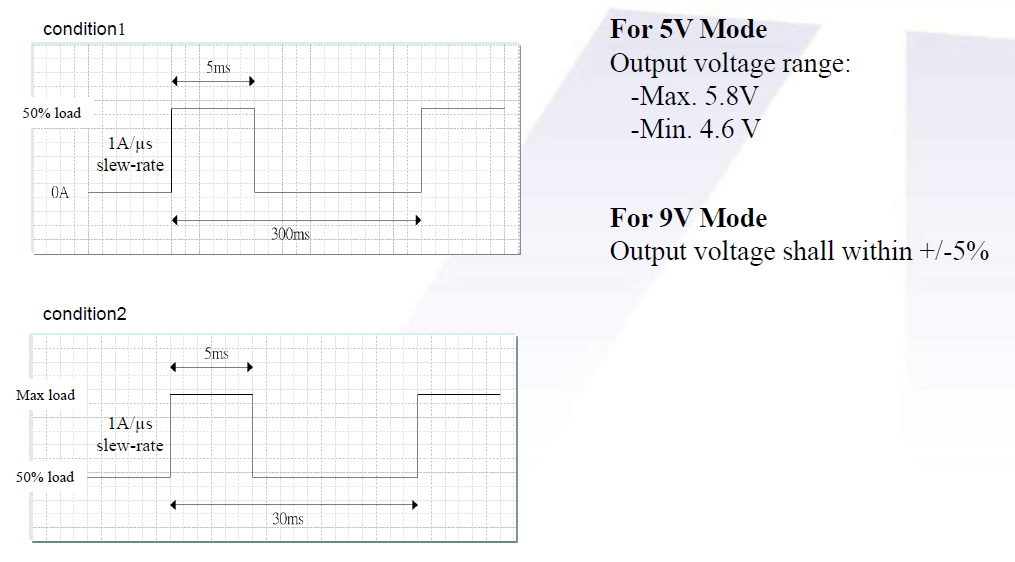 condition1
5ms
50% load
1A/μs
slew-rate
0A
300ms
For 5V Mode
Output voltage range:
-Max. 5.8V
-Min. 4.6 V
For 9V Mode
Output voltage shall within +/-5%
condition2
5ms
Max load
1A/μs
slew-rate
50% load
30ms